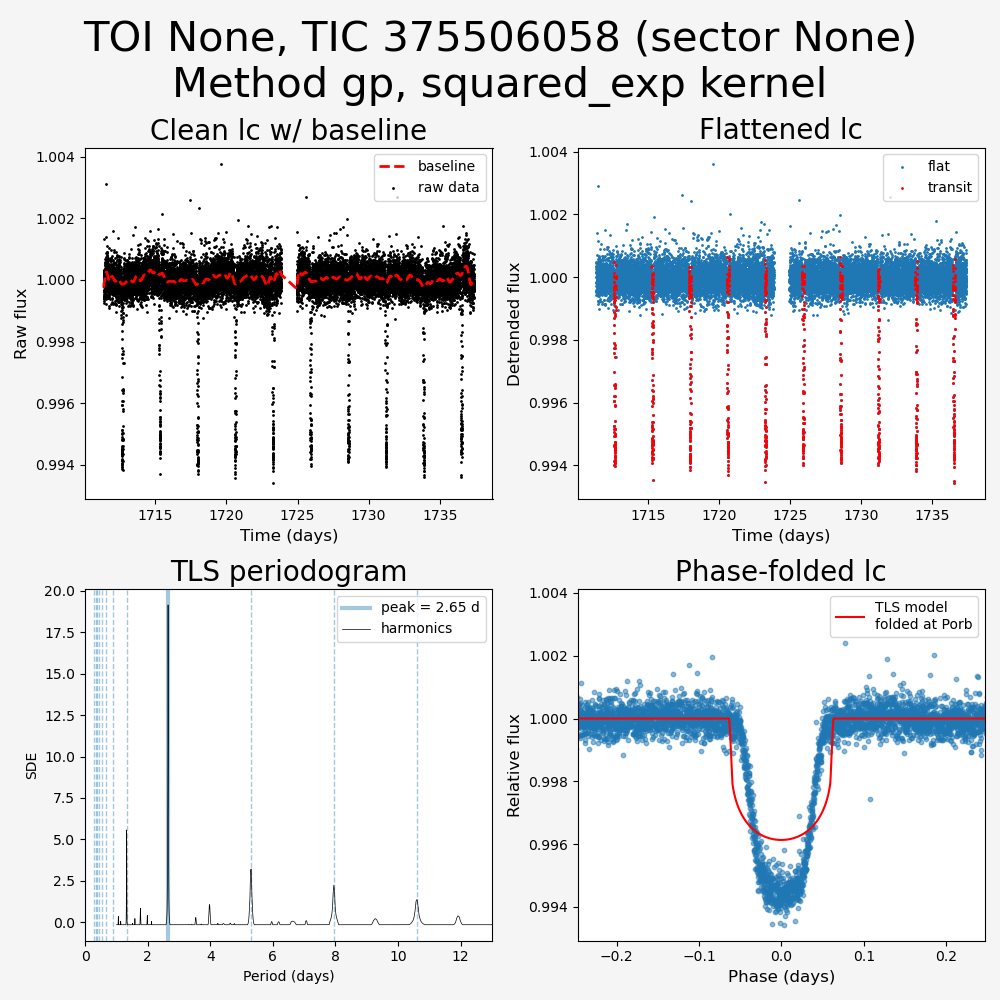 TOI None, TIC 375506058 (sector None)
Method gp, squared_exp kernel
Clean lc w/ baseline
1.004
1.002
1.000
0.998
0.996
0.994
Raw flux
baseline
raw data
1715
1720
1725
1730
1735
Time (days)
Flattened lc
1.004
1.002
1.000
0.998
0.996
0.994
Detrended flux
flat
transit
1715
1720
1725
1730
1735
Time (days)
TLS periodogram
20.0
17.5
15.0
12.5
10.0
7.5
5.0
2.5
0.0
SDE
peak = 2.65 d
harmonics
0
2
4
6
8
10
12
Period (days)
Phase-folded lc
1.004
1.002
1.000
0.998
0.996
0.994
Relative flux
TLS model
folded at Porb
−0.2
−0.1
0.0
0.1
0.2
Phase (days)